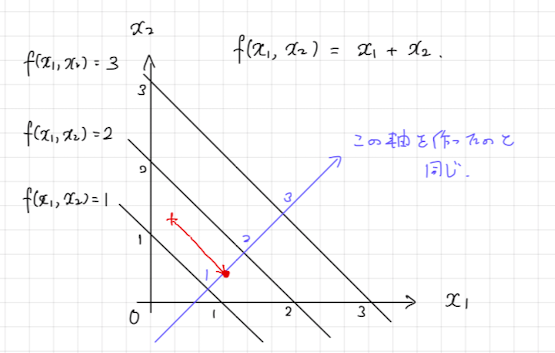 x₂
f(x₁,x₂) = x₁ + x₂ .
f(x₁,x₂) = 3
3
f(x₁,x₂) = 2
2
f(x₁,x₂) = 1
1
この軸を作ったのと
同じ.
3
2
1
0
1
2
3
x₁